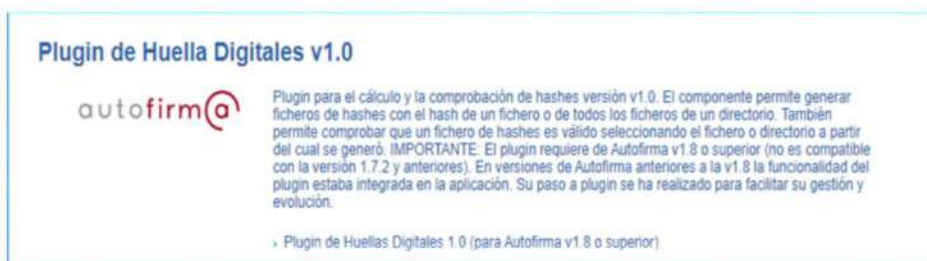 Plugin de Huella Digitales v1.0
autofirm@
Plugin para el cálculo y la comprobación de hashes versión v1.0. El componente permite generar
ficheros de hashes con el hash de un fichero o de todos los ficheros de un directorio. También
permite comprobar que un fichero de hashes es válido seleccionando el fichero o directorio a partir
del cual se generó. IMPORTANTE: El plugin requiere de Autofirma v1.8 o superior (no es compatible
con la versión 1.7.2 y anteriores). En versiones de Autofirma anteriores a la v1.8 la funcionalidad del
plugin estaba integrada en la aplicación. Su paso a plugin se ha realizado para facilitar su gestión y
evolución.
› Plugin de Huellas Digitales 1.0 (para Autofirma v1.8 o superior)